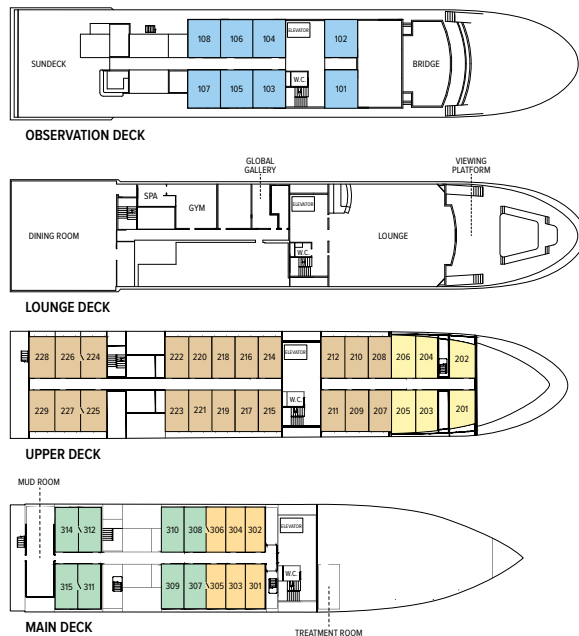 108 106 104 ELEVATOR 102
SUNDECK BRIDGE
W.C.
107 105 103 101
OBSERVATION DECK
GLOBAL GALLERY VIEWING PLATFORM
SPA
GYM ELEVATOR
DINING ROOM LOUNGE
W.C.
LOUNGE DECK
228 226 224 222 220 218 216 214 ELEVATOR 212 210 208 206 204 202
W.C.
229 227 225 223 221 219 217 215 211 209 207 205 203 201
UPPER DECK
MUD ROOM
314 312 310 308 306 304 302 ELEVATOR
W.C.
315 311 309 307 305 303 301
MAIN DECK
TREATMENT ROOM